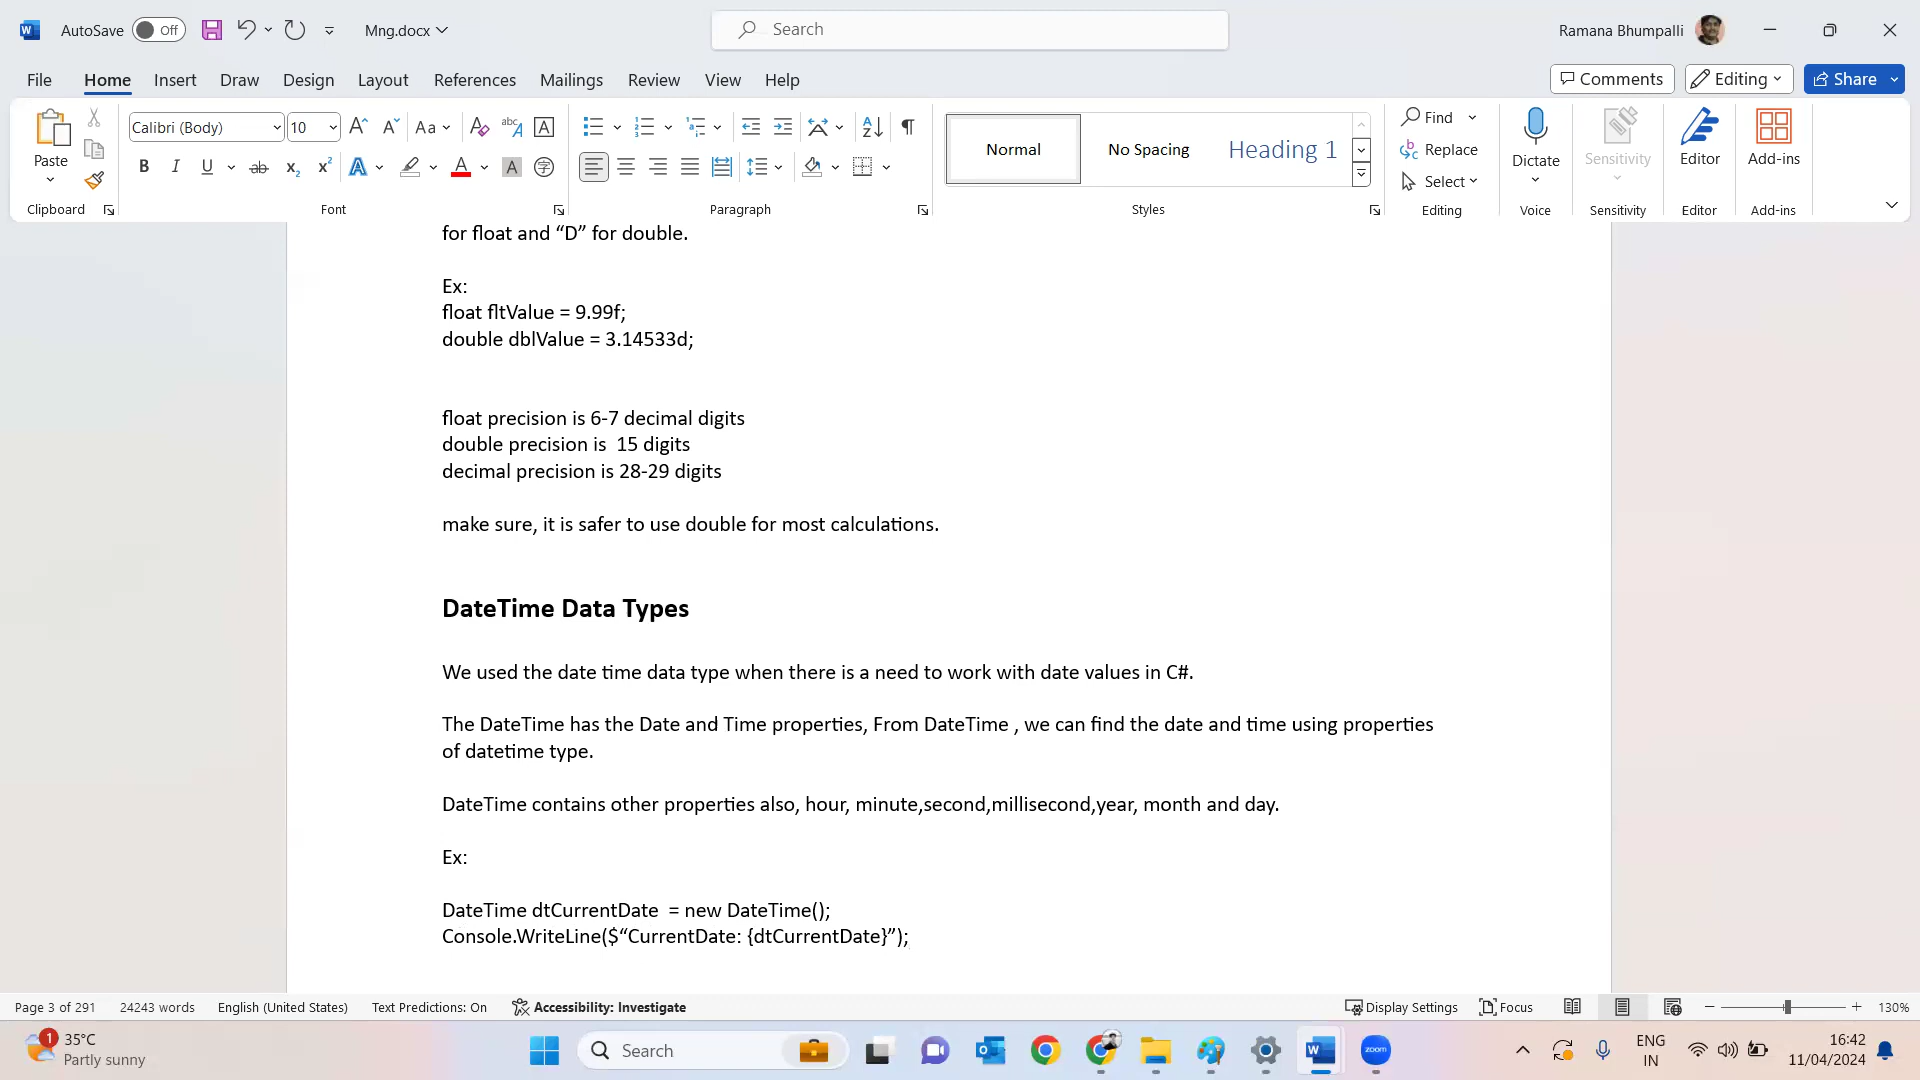 AutoSave Off Mng.docx Search Ramana Bhumpalli
File Home Insert Draw Design Layout References Mailings Review View Help Comments Editing Share
Paste Calibri (Body) 10 Aa Normal No Spacing Heading 1 Find Replace Select Dictate Sensitivity Editor Add-ins
Clipboard Font Paragraph Styles Editing Voice Sensitivity Editor Add-ins
for float and “D” for double.
Ex:
float fltValue = 9.99f;
double dblValue = 3.14533d;
float precision is 6-7 decimal digits
double precision is  15 digits
decimal precision is 28-29 digits
make sure, it is safer to use double for most calculations.
DateTime Data Types
We used the date time data type when there is a need to work with date values in C#.
The DateTime has the Date and Time properties, From DateTime , we can find the date and time using properties
of datetime type.
DateTime contains other properties also, hour, minute,second,millisecond,year, month and day.
Ex:
DateTime dtCurrentDate  = new DateTime();
Console.WriteLine($“CurrentDate: {dtCurrentDate}”);
Page 3 of 291 24243 words English (United States) Text Predictions: On Accessibility: Investigate Display Settings Focus 130%
1 35°C
Partly sunny
Search zoom
ENG
IN
16:42
11/04/2024